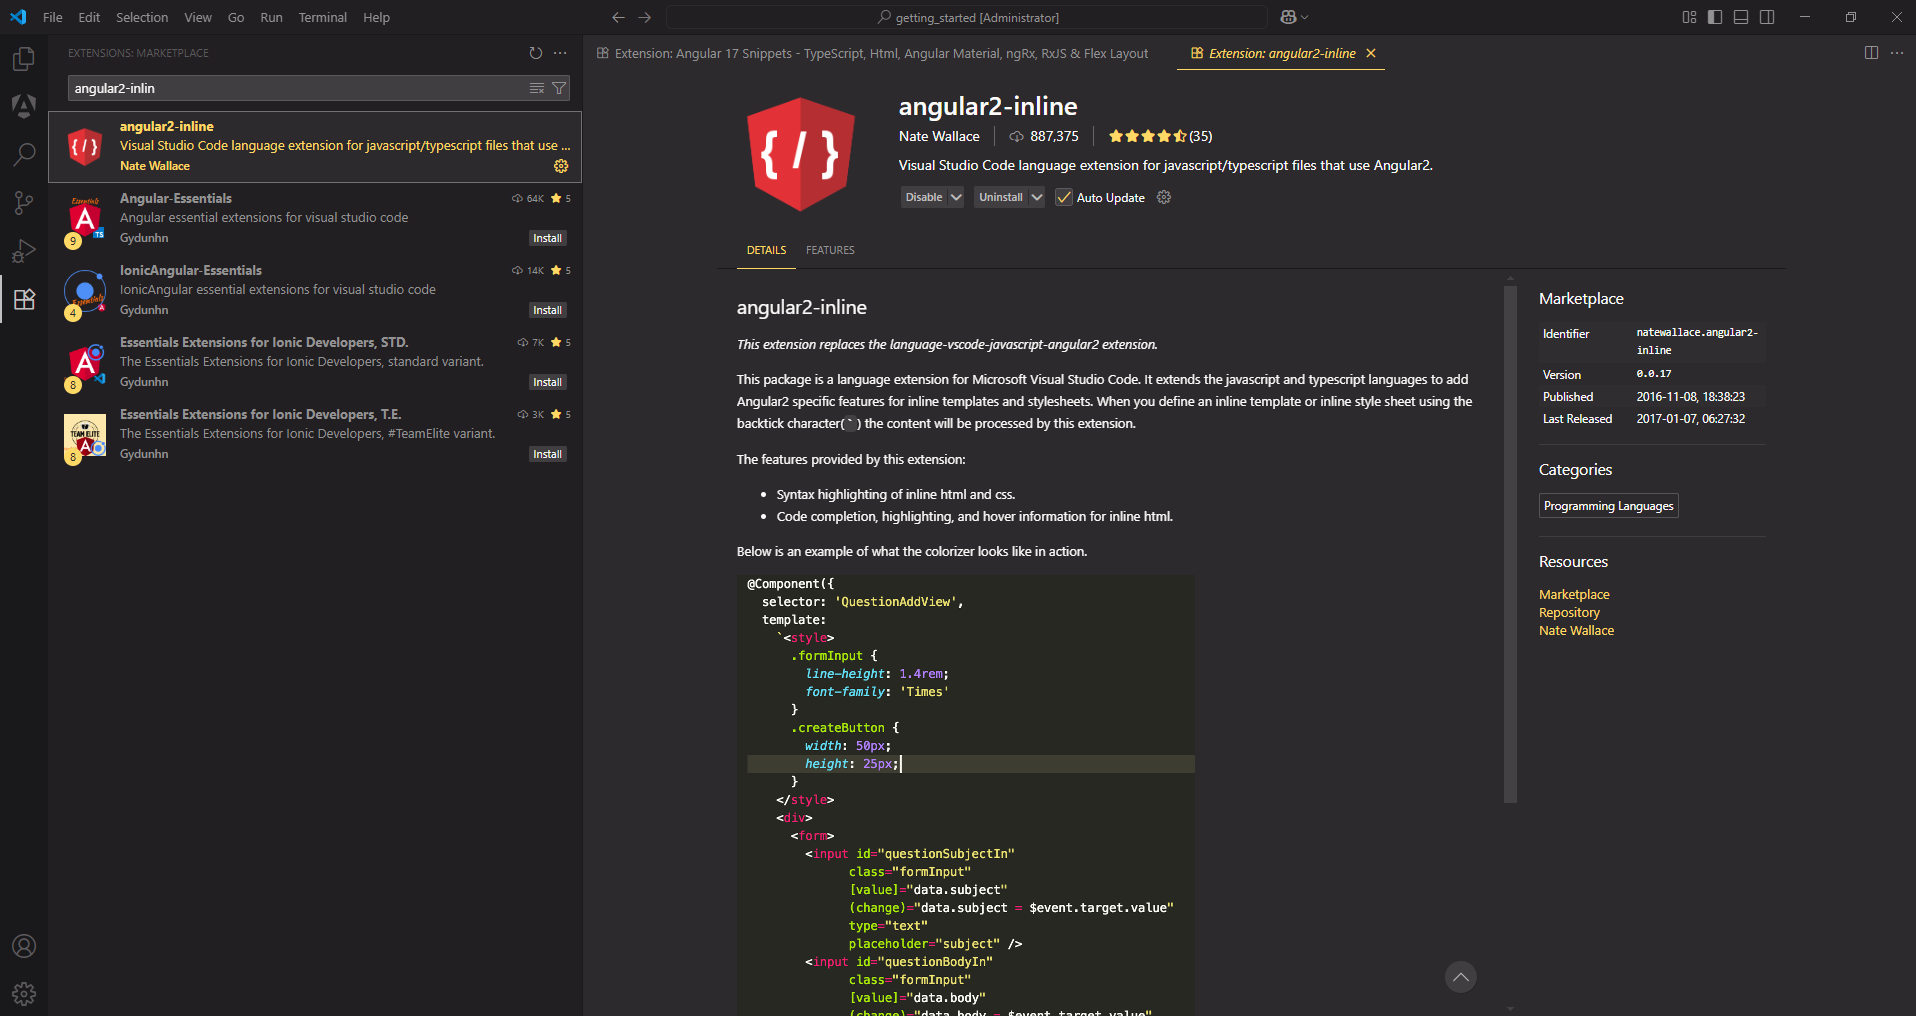 File Edit Selection View Go Run Terminal Help
getting_started [Administrator]
EXTENSIONS: MARKETPLACE
angular2-inlin
angular2-inline
Visual Studio Code language extension for javascript/typescript files that use ...
Nate Wallace
Angular-Essentials
64K 5
Angular essential extensions for visual studio code
Gydunhn
Install
9
IonicAngular-Essentials
14K 5
IonicAngular essential extensions for visual studio code
Gydunhn
Install
4
Essentials Extensions for Ionic Developers, STD.
7K 5
The Essentials Extensions for Ionic Developers, standard variant.
Gydunhn
Install
8
Essentials Extensions for Ionic Developers, T.E.
3K 5
The Essentials Extensions for Ionic Developers, #TeamElite variant.
Gydunhn
Install
8
Extension: Angular 17 Snippets - TypeScript, Html, Angular Material, ngRx, RxJS & Flex Layout
Extension: angular2-inline
{/}
angular2-inline
Nate Wallace
887,375
(35)
Visual Studio Code language extension for javascript/typescript files that use Angular2.
Disable
Uninstall
Auto Update
DETAILS
FEATURES
angular2-inline
This extension replaces the language-vscode-javascript-angular2 extension.
This package is a language extension for Microsoft Visual Studio Code. It extends the javascript and typescript languages to add
Angular2 specific features for inline templates and stylesheets. When you define an inline template or inline style sheet using the
backtick character(`) the content will be processed by this extension.
The features provided by this extension:
• Syntax highlighting of inline html and css.
• Code completion, highlighting, and hover information for inline html.
Below is an example of what the colorizer looks like in action.
@Component({
selector: 'QuestionAddView',
template:
`<style>
.formInput {
line-height: 1.4rem;
font-family: 'Times'
}
.createButton {
width: 50px;
height: 25px;
}
</style>
<div>
<form>
<input id="questionSubjectIn"
class="formInput"
[value]="data.subject"
(change)="data.subject = $event.target.value"
type="text"
placeholder="subject" />
<input id="questionBodyIn"
class="formInput"
[value]="data.body"
(change)="data.body = $event.target.value"
Marketplace
Identifier
natewallace.angular2-
inline
Version
0.0.17
Published
2016-11-08, 18:38:23
Last Released
2017-01-07, 06:27:32
Categories
Programming Languages
Resources
Marketplace
Repository
Nate Wallace